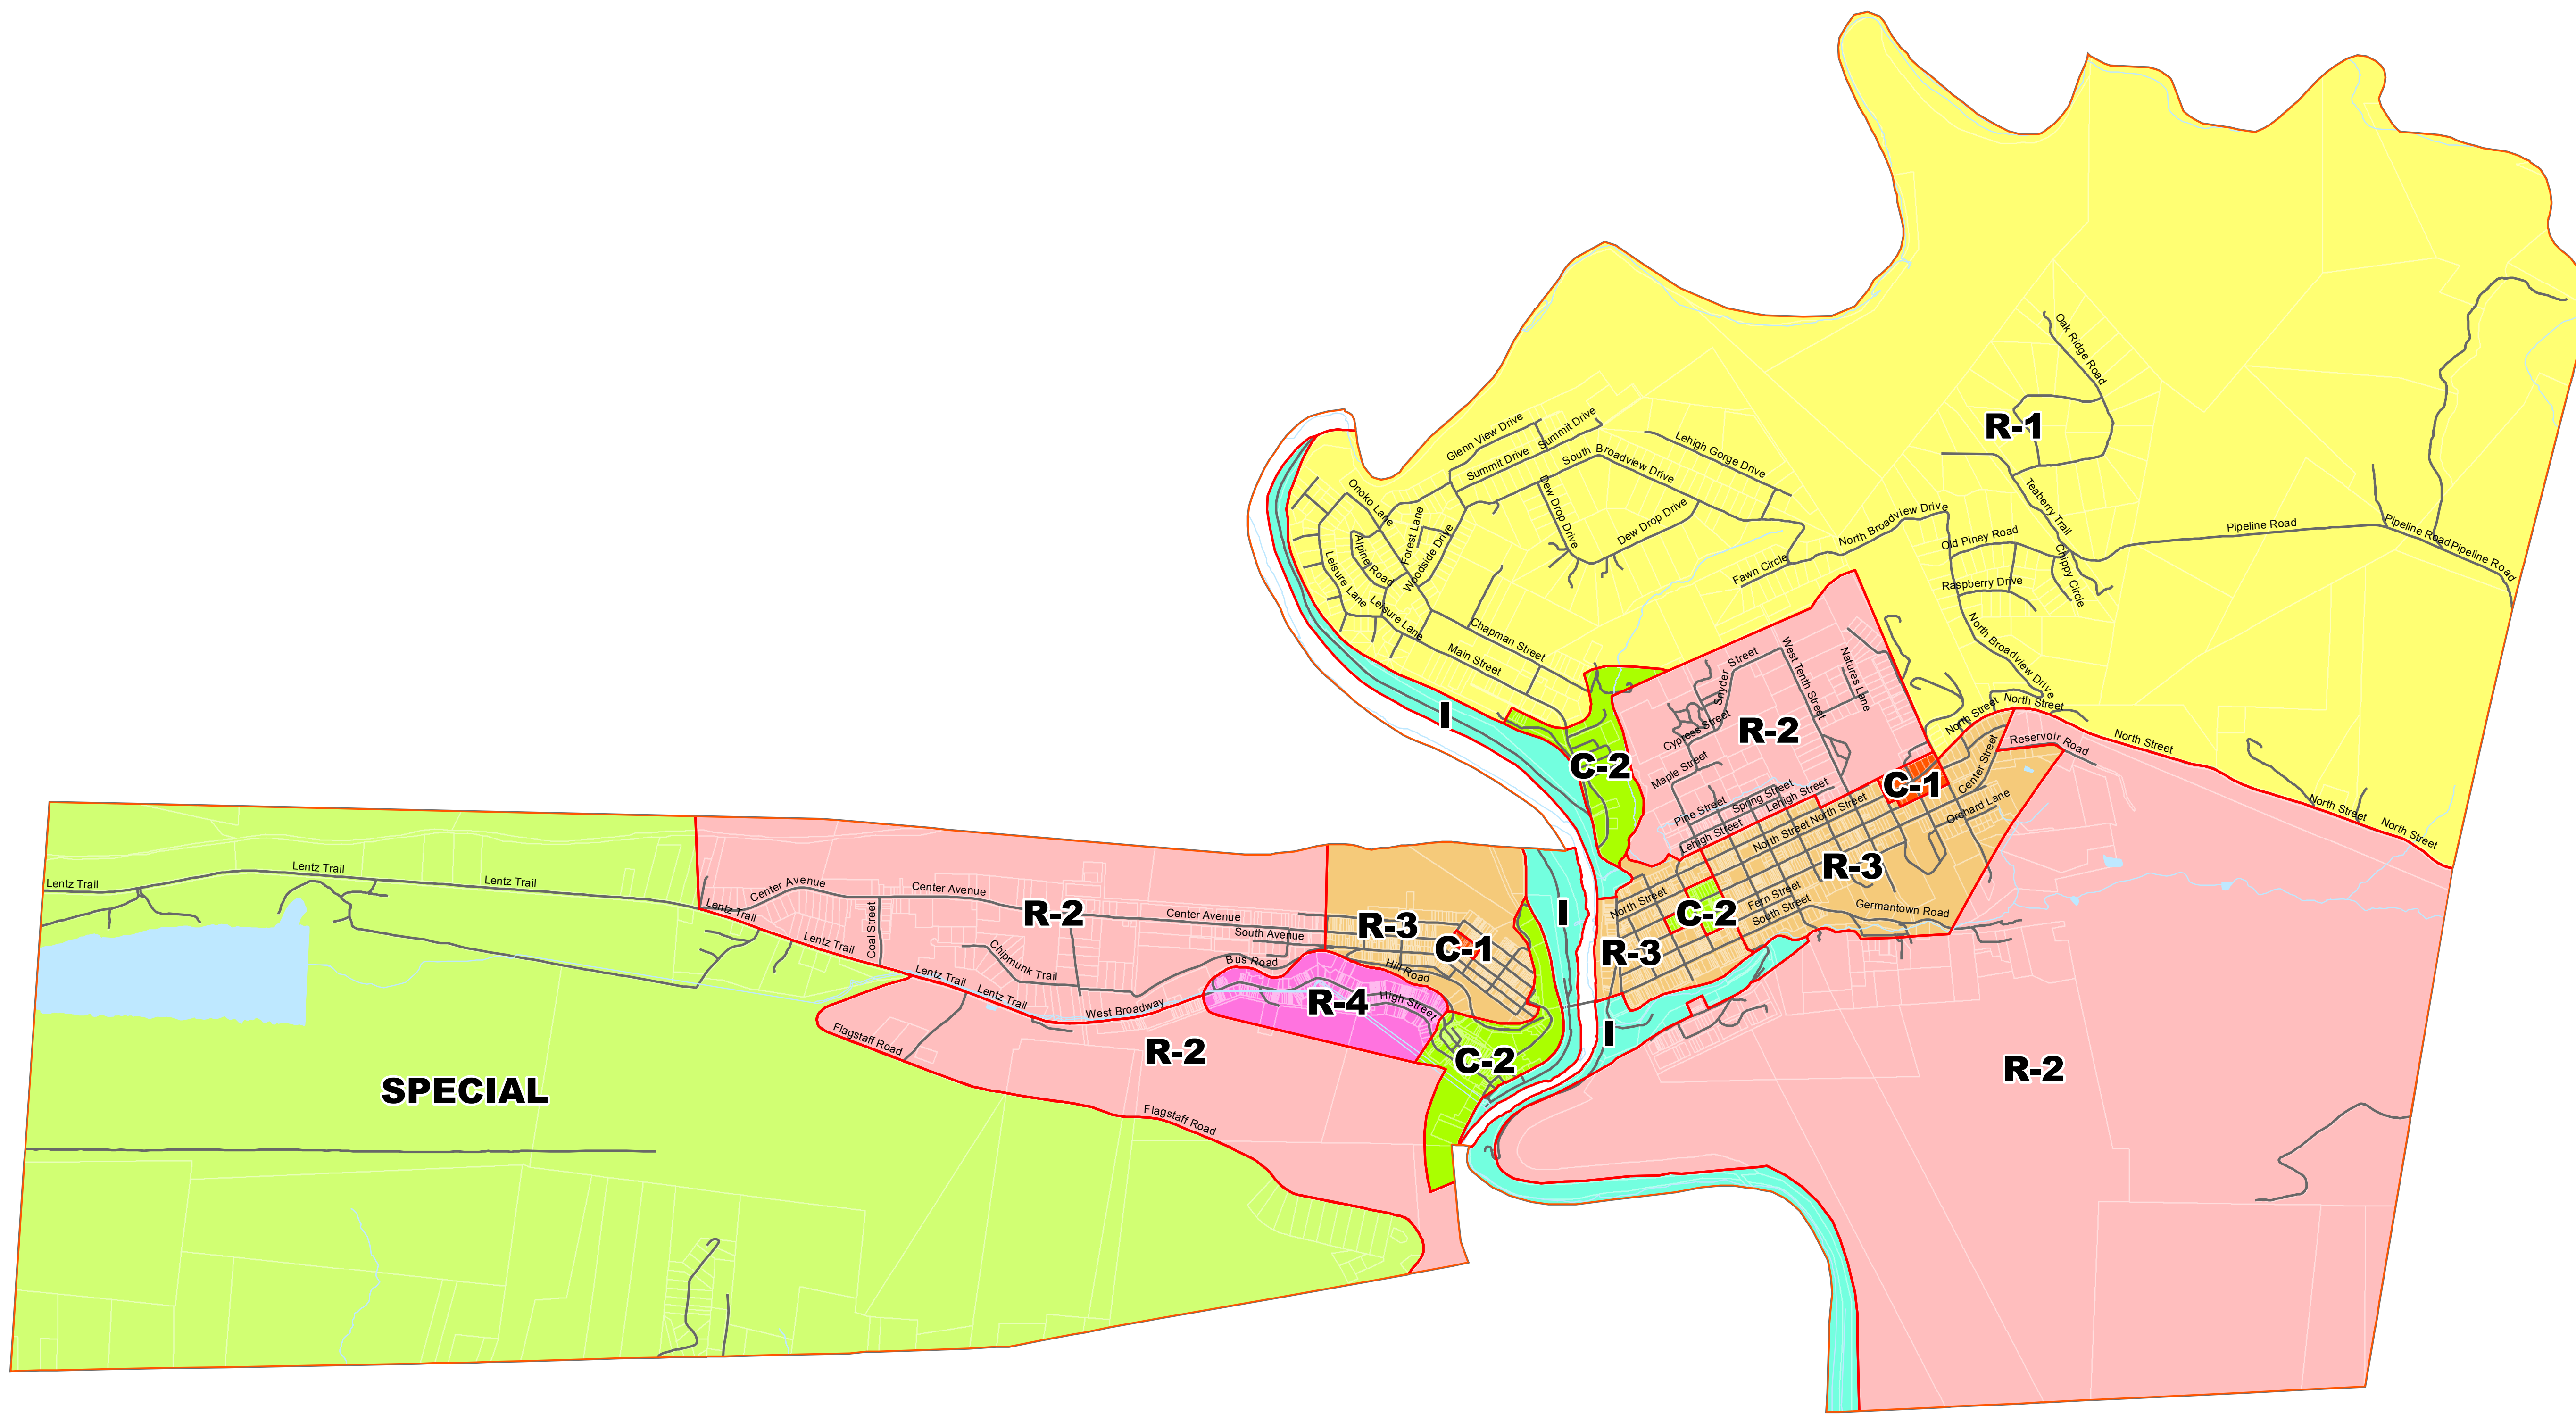 Oak Ridge Road
R-1
Glenn View Drive
Summit Drive
Summit Drive
South Broadview Drive
Lehigh Gorge Drive
Onoko Lane
Forest Lane
Dew Drop Drive
Dew Drop Drive
Teaberry Trail
North Broadview Drive
Pipeline Road
Pipeline Road
Pipeline Road
Alpine Road
Woodside Drive
Old Piney Road
Chippy Circle
Fawn Circle
Raspberry Drive
Leisure Lane
Leisure Lane
Chapman Street
Main Street
North Broadview Drive
Snyder Street
West Tenth Street
Natures Lane
I
Cypress Street
R-2
North Street
North Street
North Street
Reservoir Road
C-2
Maple Street
C-1
Center Street
Pine Street
Spring Street
Lehigh Street
Lehigh Street
North Street
North Street
Orchard Lane
North Street
North Street
R-3
Lentz Trail
Lentz Trail
Lentz Trail
Center Avenue
Center Avenue
Center Avenue
Lentz Trail
Coal Street
R-2
South Avenue
R-3
I
North Street
C-2
Fern Street
South Street
Germantown Road
Lentz Trail
Chipmunk Trail
Bus Road
C-1
Hill Road
R-3
Lentz Trail
Lentz Trail
West Broadway
R-4
High Street
Flagstaff Road
R-2
C-2
I
R-2
SPECIAL
Flagstaff Road